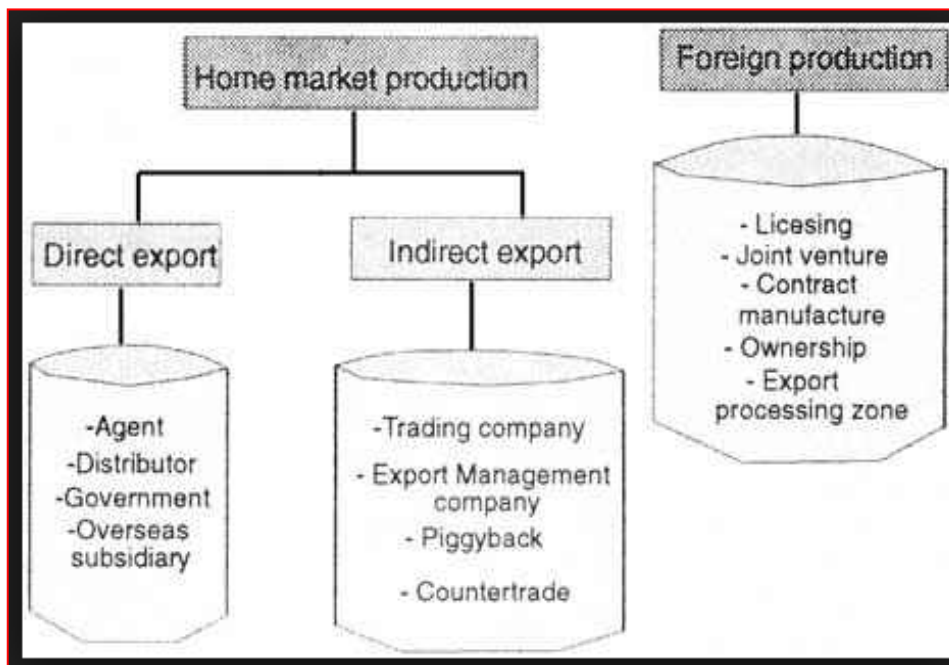 Home market production
Foreign production
Direct export
Indirect export
-Agent
-Distributor
-Government
-Overseas
subsidiary
-Trading company
- Export Management
company
- Piggyback
- Countertrade
- Licesing
- Joint venture
- Contract
manufacture
- Ownership
- Export
processing zone